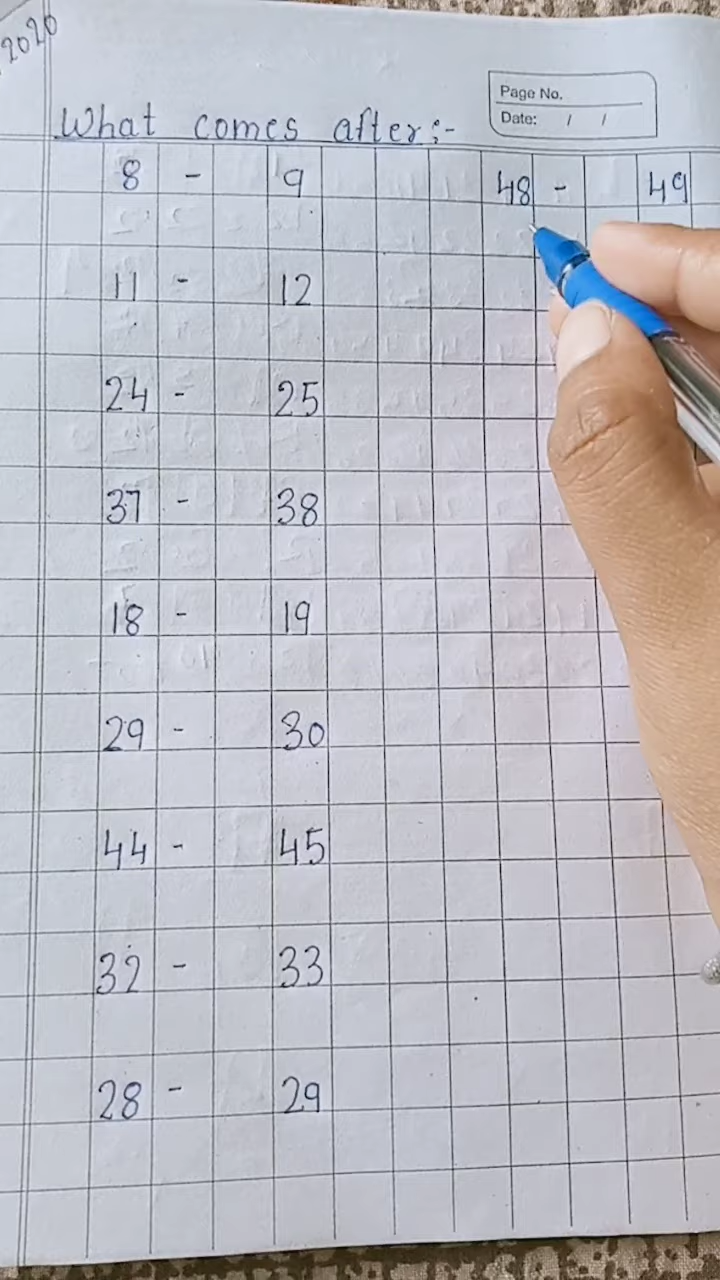 2020
Page No.
Date: / /
What comes after:-
8 - 9 48 - 49
11 - 12
24 - 25
37 - 38
18 - 19
29 - 30
44 - 45
32 - 33
28 - 29